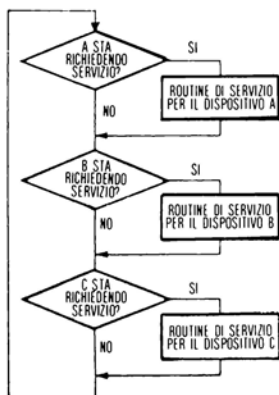 A STA
RICHIEDENDO
SERVIZIO?
SI
ROUTINE DI SERVIZIO
PER IL DISPOSITIVO A
NO
B STA
RICHIEDENDO
SERVIZIO?
SI
ROUTINE DI SERVIZIO
PER IL DISPOSITIVO B
NO
C STA
RICHIEDENDO
SERVIZIO?
SI
ROUTINE DI SERVIZIO
PER IL DISPOSITIVO C
NO